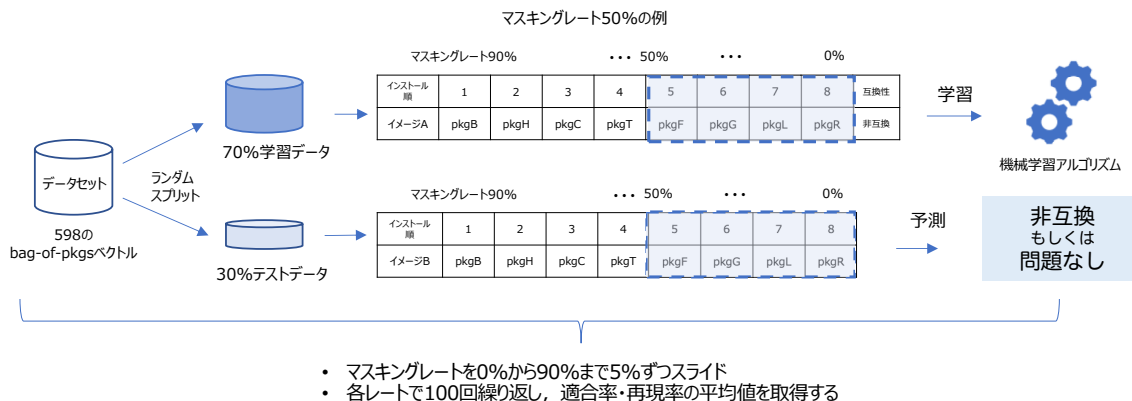 マスキングレート50%の例
マスキングレート90% ••• 50% ••• 0%
インストール順 1 2 3 4 5 6 7 8 互換性
イメージA pkgB pkgH pkgC pkgT pkgF pkgG pkgL pkgR 非互換
学習
機械学習アルゴリズム
70%学習データ
データセット
ランダム
スプリット
598の
bag-of-pkgsベクトル
マスキングレート90% ••• 50% ••• 0%
インストール順 1 2 3 4 5 6 7 8
イメージB pkgB pkgH pkgC pkgT pkgF pkgG pkgL pkgR
30%テストデータ
予測
非互換
もしくは
問題なし
• マスキングレートを0%から90%まで5%ずつスライド
• 各レートで100回繰り返し，適合率・再現率の平均値を取得する